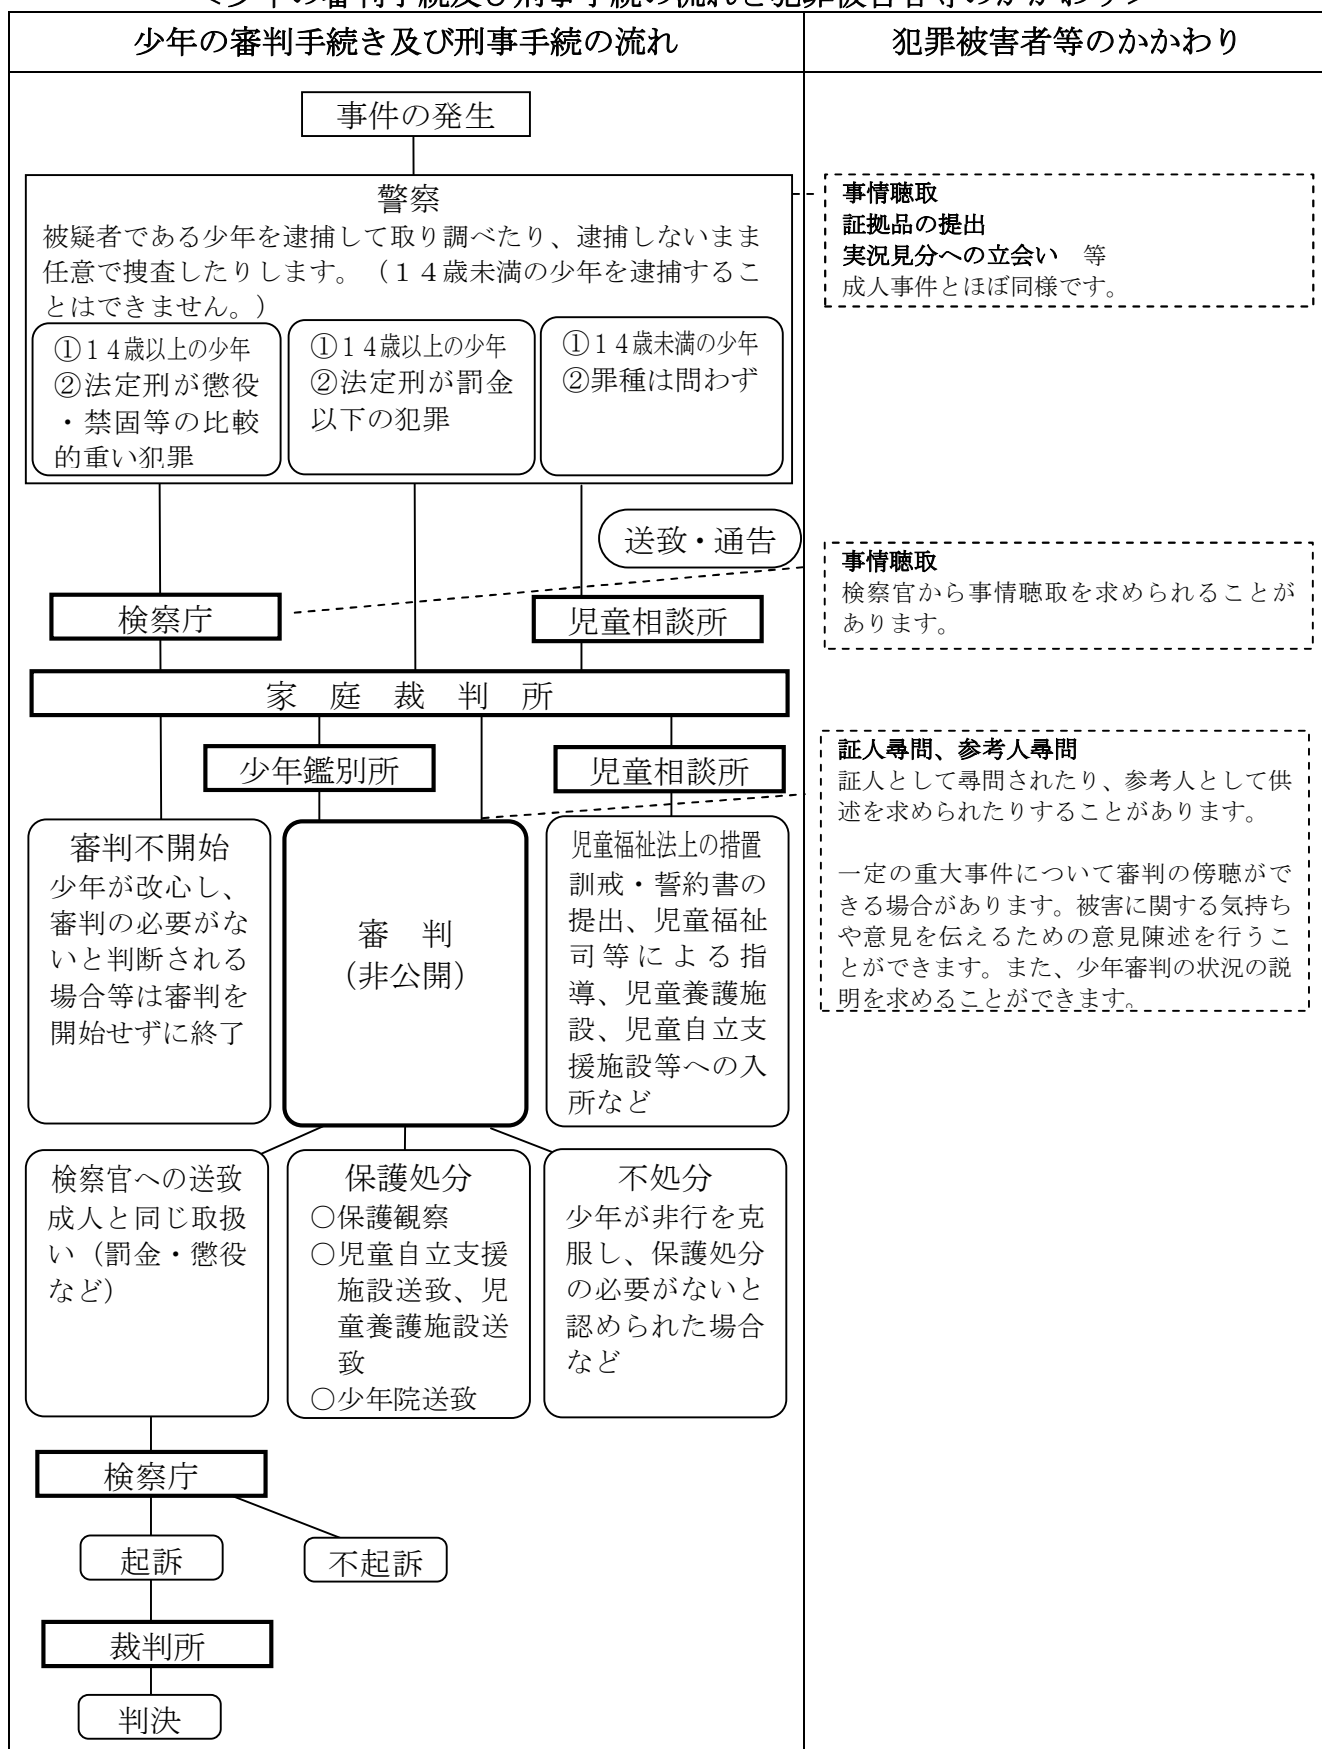 <少年の審判手続及び刑事手続の流れと犯罪被害者等のかかわり>
少年の審判手続き及び刑事手続の流れ
犯罪被害者等のかかわり
事件の発生
警察
被疑者である少年を逮捕して取り調べたり、逮捕しないまま
任意で捜査したりします。（１４歳未満の少年を逮捕するこ
とはできません。）
①１４歳以上の少年
②法定刑が懲役
・禁固等の比較
的重い犯罪
①１４歳以上の少年
②法定刑が罰金
以下の犯罪
①１４歳未満の少年
②罪種は問わず
事情聴取
証拠品の提出
実況見分への立会い　等
成人事件とほぼ同様です。
送致・通告
検察庁
児童相談所
事情聴取
検察官から事情聴取を求められることが
あります。
家　庭　裁　判　所
少年鑑別所
児童相談所
証人尋問、参考人尋問
証人として尋問されたり、参考人として供
述を求められたりすることがあります。
一定の重大事件について審判の傍聴がで
きる場合があります。被害に関する気持ち
や意見を伝えるための意見陳述を行うこ
とができます。また、少年審判の状況の説
明を求めることができます。
審判不開始
少年が改心し、
審判の必要がな
いと判断される
場合等は審判を
開始せずに終了
審　判
（非公開）
児童福祉法上の措置
訓戒・誓約書の
提出、児童福祉
司等による指
導、児童養護施
設、児童自立支
援施設等への入
所など
検察官への送致
成人と同じ取扱
い（罰金・懲役
など）
保護処分
○保護観察
○児童自立支援
施設送致、児
童養護施設送
致
○少年院送致
不処分
少年が非行を克
服し、保護処分
の必要がないと
認められた場合
など
検察庁
起訴
不起訴
裁判所
判決